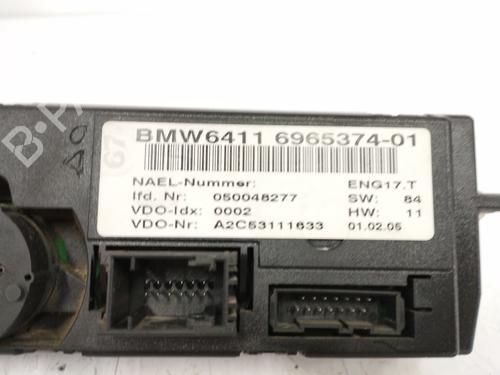 BMW6411 6965374-01
NAEL-Nummer: ENG17.T
lfd. Nr: 050048277 SW: 84
VDO-Idx: 0002 HW: 11
VDO-Nr: A2C53111633 01.02.05